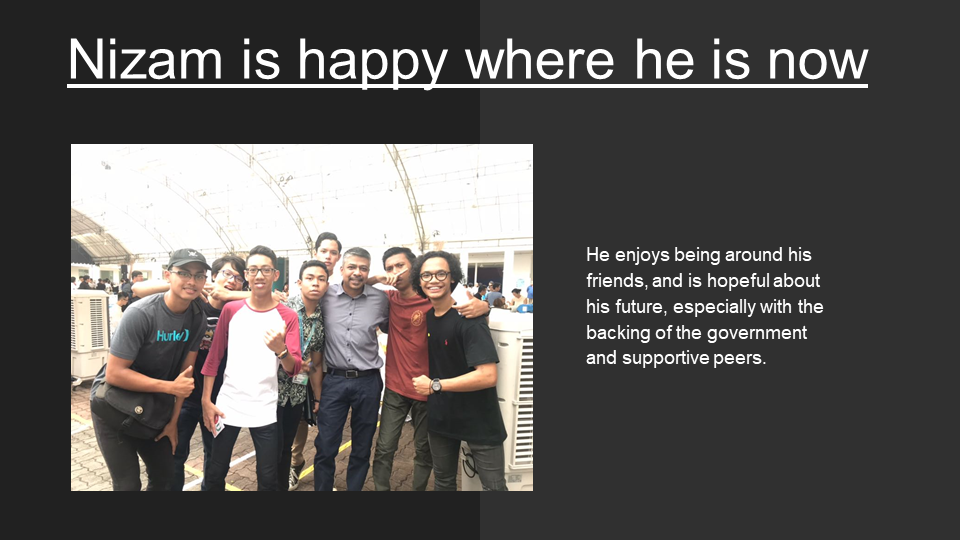 Nizam is happy where he is now
Hurley
He enjoys being around his
friends, and is hopeful about
his future, especially with the
backing of the government
and supportive peers.